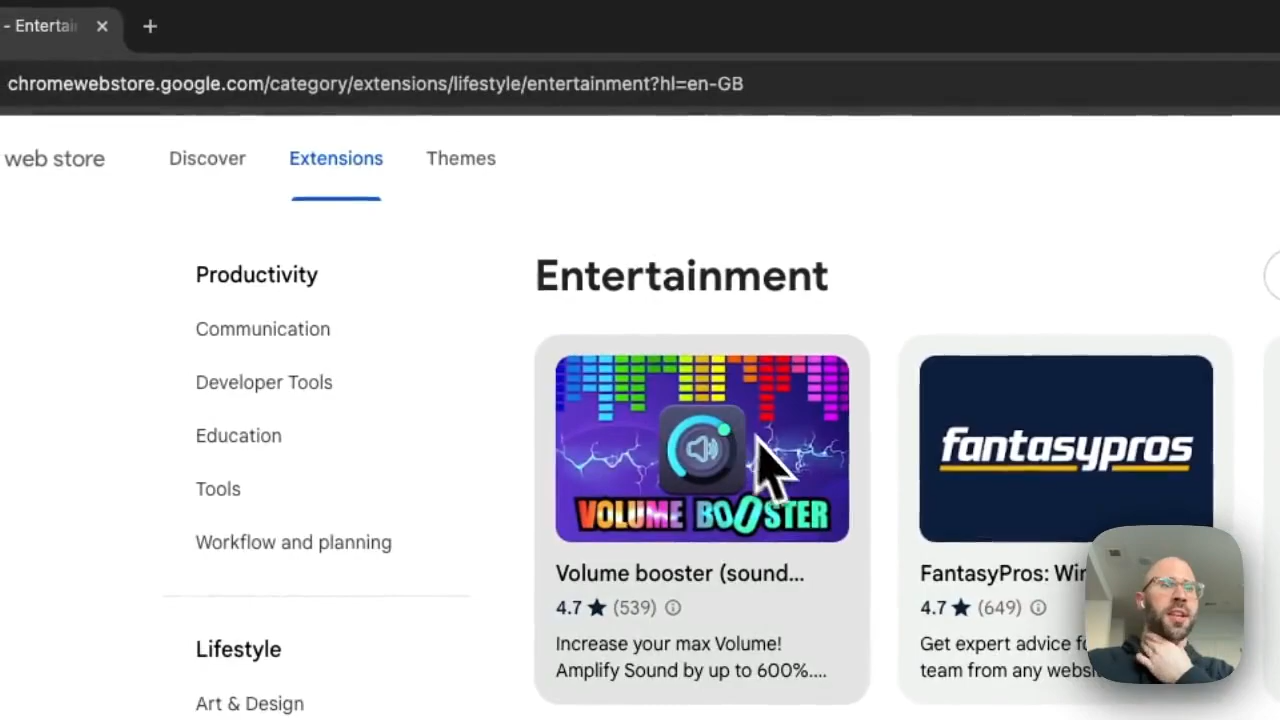 - Entertai
chromewebstore.google.com/category/extensions/lifestyle/entertainment?hl=en-GB
web store
Discover
Extensions
Themes
Productivity
Communication
Developer Tools
Education
Tools
Workflow and planning
Lifestyle
Art & Design
Entertainment
VOLUME BOOSTER
Volume booster (sound...
4.7 ★ (539)
Increase your max Volume!
Amplify Sound by up to 600%....
fantasypros
FantasyPros: Win
4.7 ★ (649)
Get expert advice fo
team from any websi